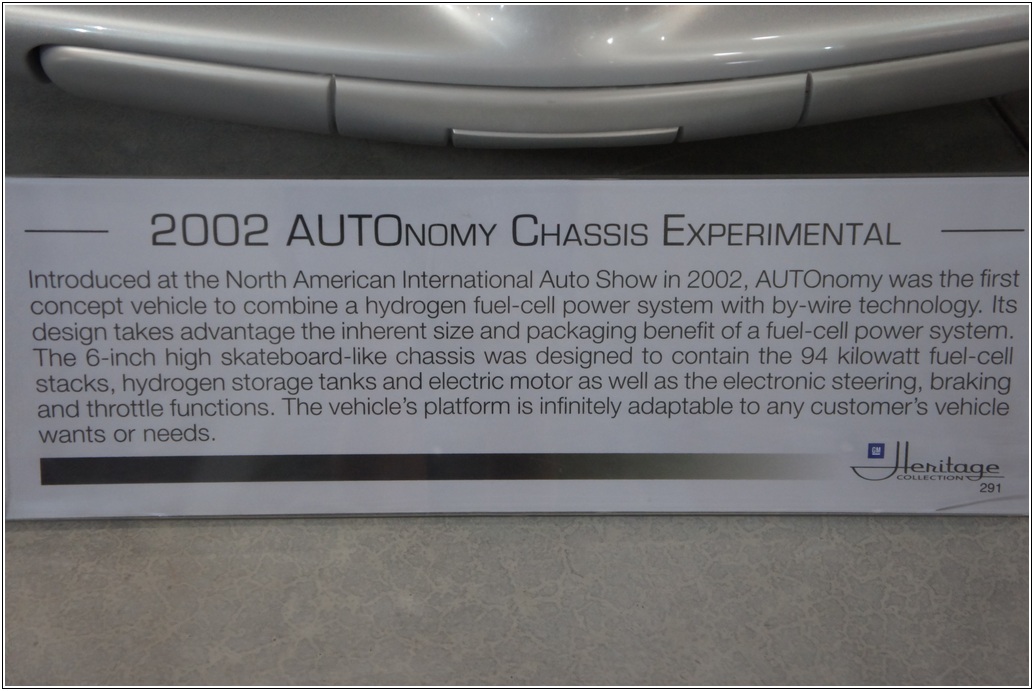 2002 AUTONOMY CHASSIS EXPERIMENTAL
Introduced at the North American International Auto Show in 2002, AUTOnomy was the first
concept vehicle to combine a hydrogen fuel-cell power system with by-wire technology. Its
design takes advantage the inherent size and packaging benefit of a fuel-cell power system.
The 6-inch high skateboard-like chassis was designed to contain the 94 kilowatt fuel-cell
stacks, hydrogen storage tanks and electric motor as well as the electronic steering, braking
and throttle functions. The vehicle's platform is infinitely adaptable to any customer's vehicle
wants or needs.
GM
Heritage
COLLECTION
291